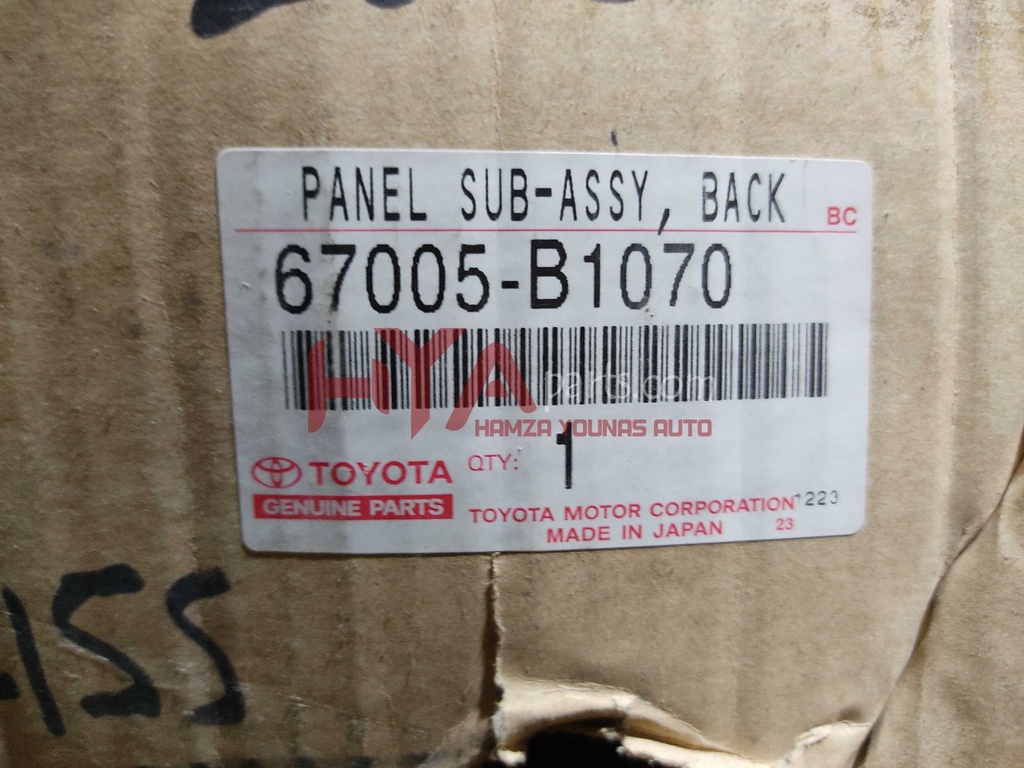 PANEL SUB-ASSY, BACK
BC
67005-B1070
HYA parts.com
HAMZA YOUNAS AUTO
TOYOTA
QTY: 1
GENUINE PARTS
TOYOTA MOTOR CORPORATION 223
MADE IN JAPAN 23
155